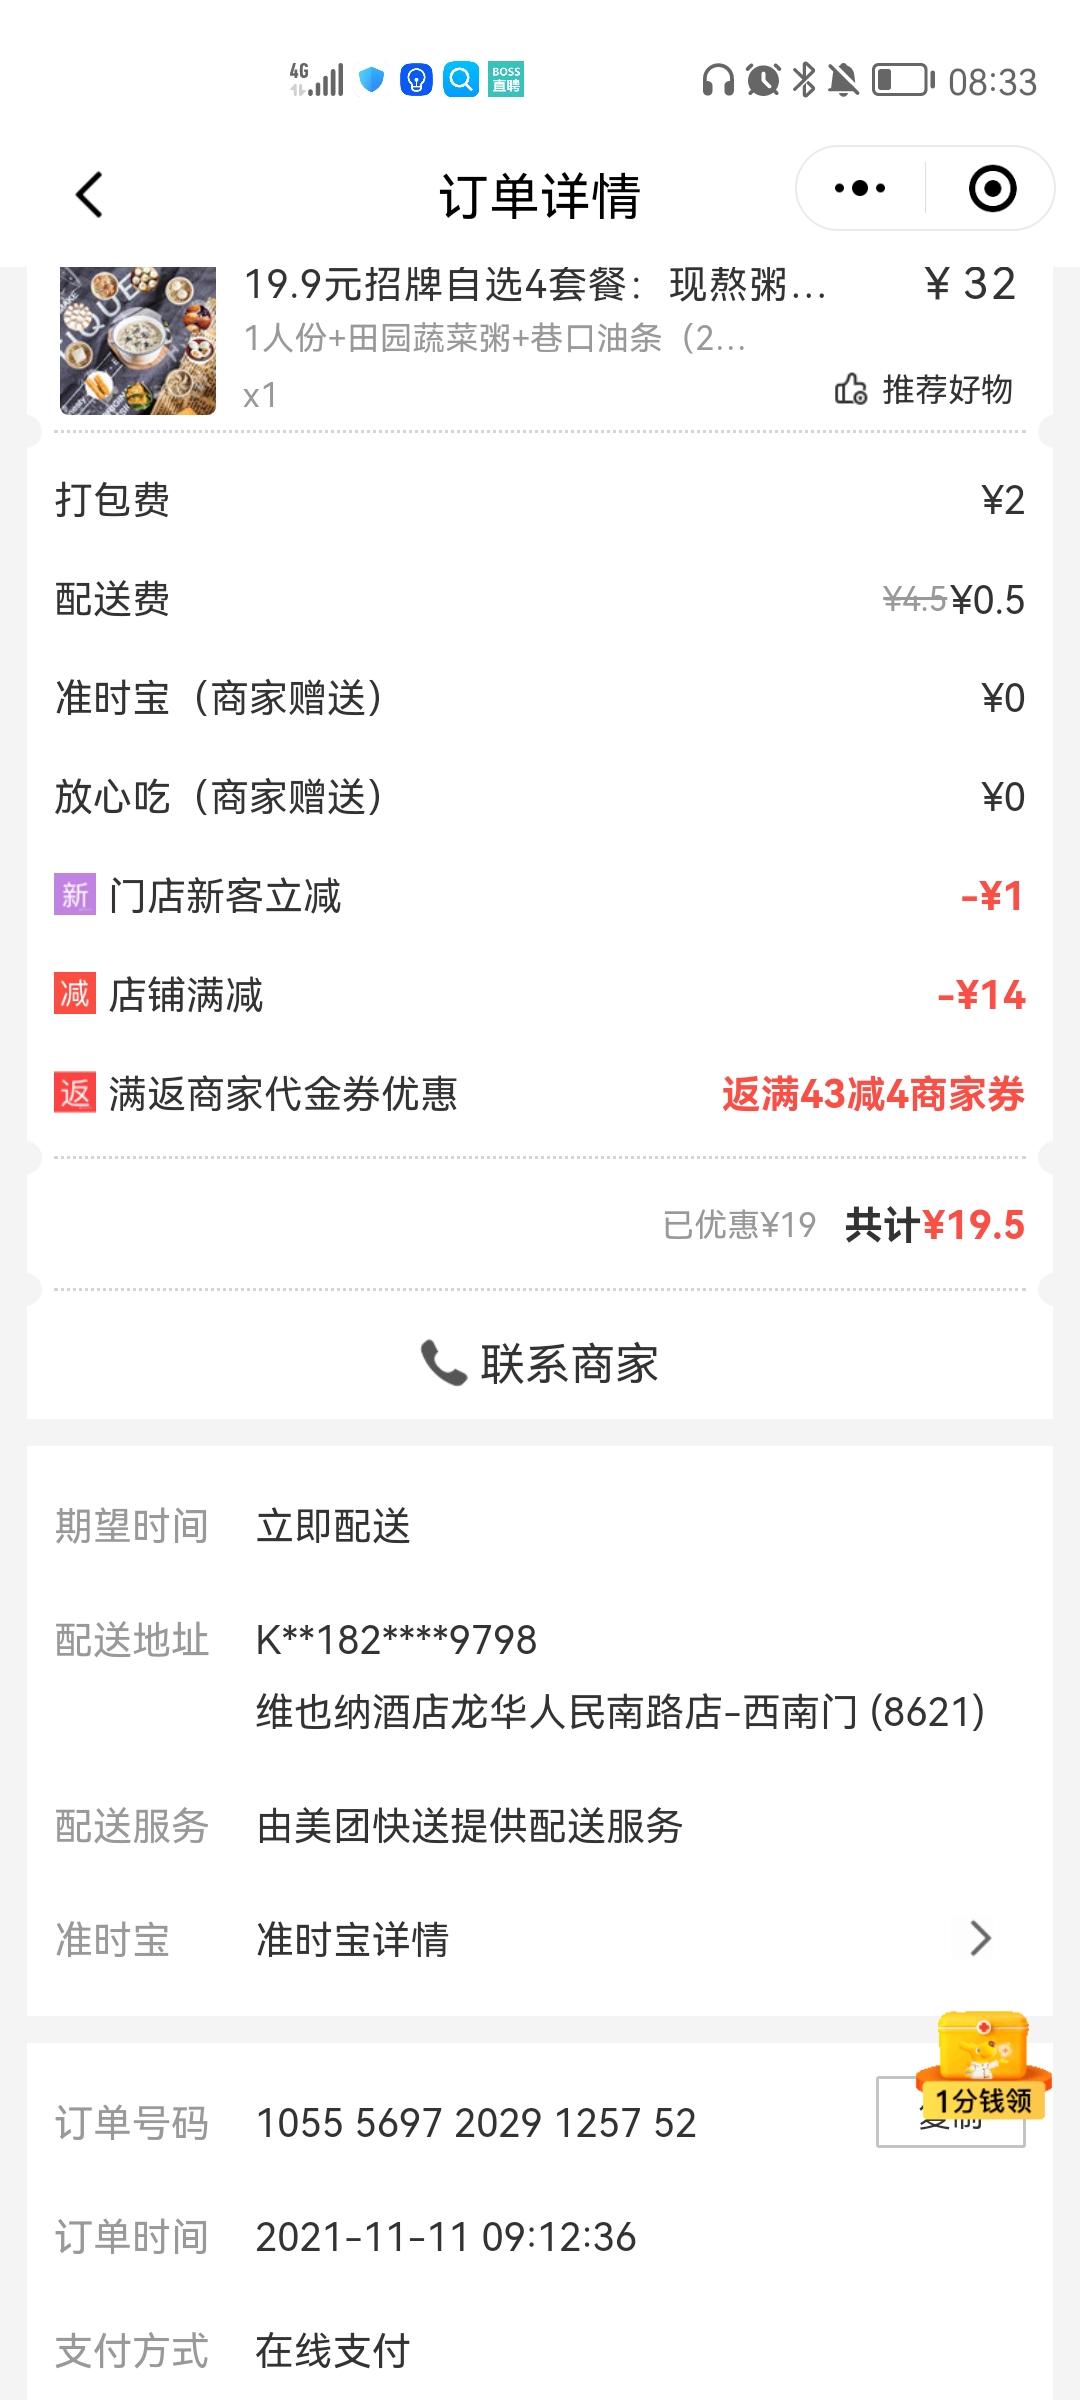 4G
BOSS
直聘
08:33
订单详情
19.9元招牌自选4套餐：现熬粥... ￥32
1人份+田园蔬菜粥+巷口油条（2...
x1
推荐好物
打包费 ¥2
配送费 ¥4.5¥0.5
准时宝（商家赠送） ¥0
放心吃（商家赠送） ¥0
新 门店新客立减 -¥1
减 店铺满减 -¥14
返 满返商家代金券优惠 返满43减4商家券
已优惠¥19 共计¥19.5
联系商家
期望时间 立即配送
配送地址 K**182****9798
维也纳酒店龙华人民南路店-西南门 (8621)
配送服务 由美团快送提供配送服务
准时宝 准时宝详情
1分钱领
订单号码 1055 5697 2029 1257 52
订单时间 2021-11-11 09:12:36
支付方式 在线支付